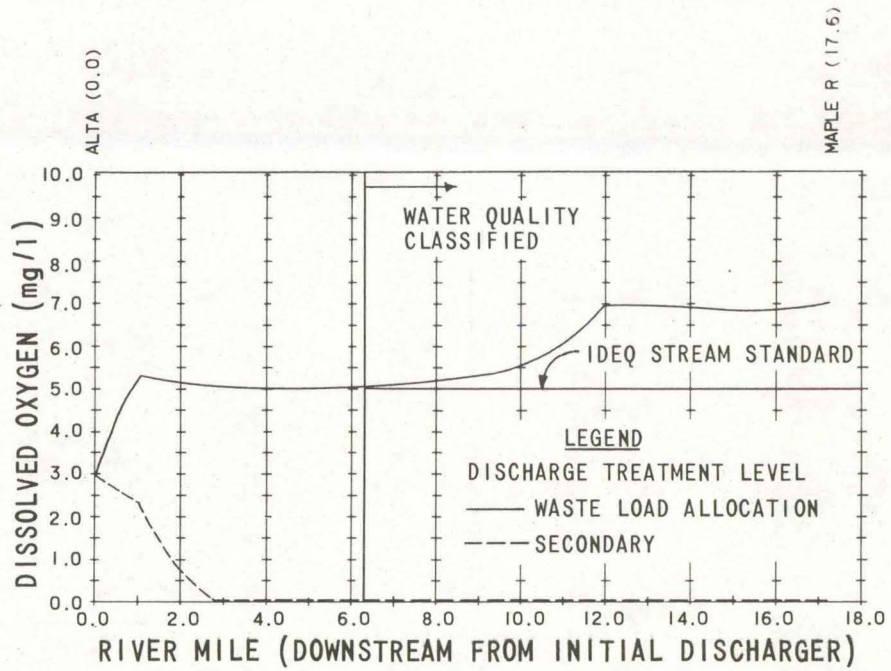 ALTA (0.0)
MAPLE R (17.6)
10.0
9.0
8.0
7.0
6.0
5.0
4.0
3.0
2.0
1.0
0.0
DISSOLVED OXYGEN (mg/l)
WATER QUALITY
CLASSIFIED
IDEQ STREAM STANDARD
LEGEND
DISCHARGE TREATMENT LEVEL
WASTE LOAD ALLOCATION
SECONDARY
0.0 2.0 4.0 6.0 8.0 10.0 12.0 14.0 16.0 18.0
RIVER MILE (DOWNSTREAM FROM INITIAL DISCHARGER)